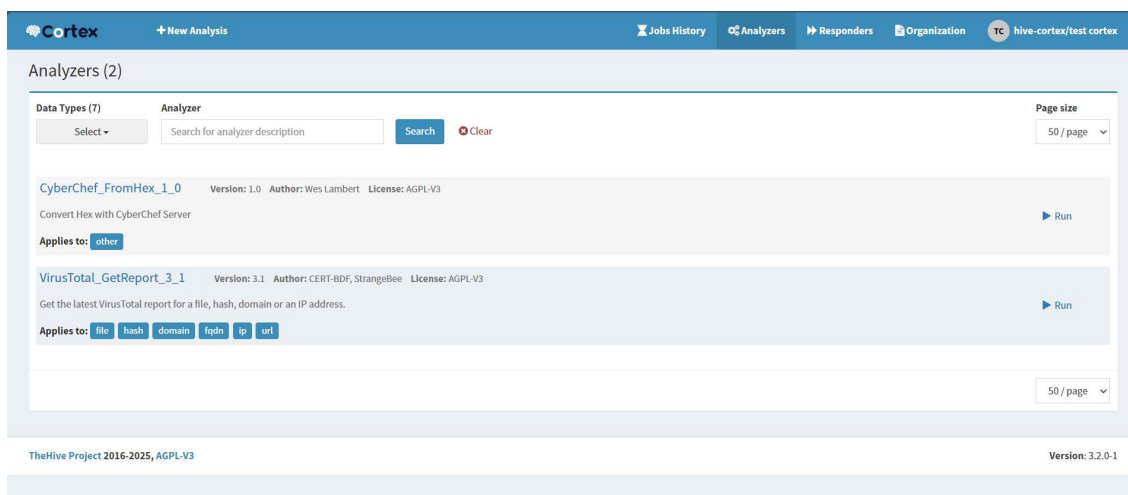 Cortex + New Analysis Jobs History Analyzers Responders Organization TC hive-cortex/test cortex
Analyzers (2)
Data Types (7) Analyzer Page size
Select Search for analyzer description Search Clear 50 / page
CyberChef_FromHex_1_0 Version: 1.0 Author: Wes Lambert License: AGPL-V3
Convert Hex with CyberChef Server Run
Applies to: other
VirusTotal_GetReport_3_1 Version: 3.1 Author: CERT-BDF, StrangeBee License: AGPL-V3
Get the latest VirusTotal report for a file, hash, domain or an IP address. Run
Applies to: file hash domain fqdn ip url
50 / page
TheHive Project 2016-2025, AGPL-V3 Version: 3.2.0-1